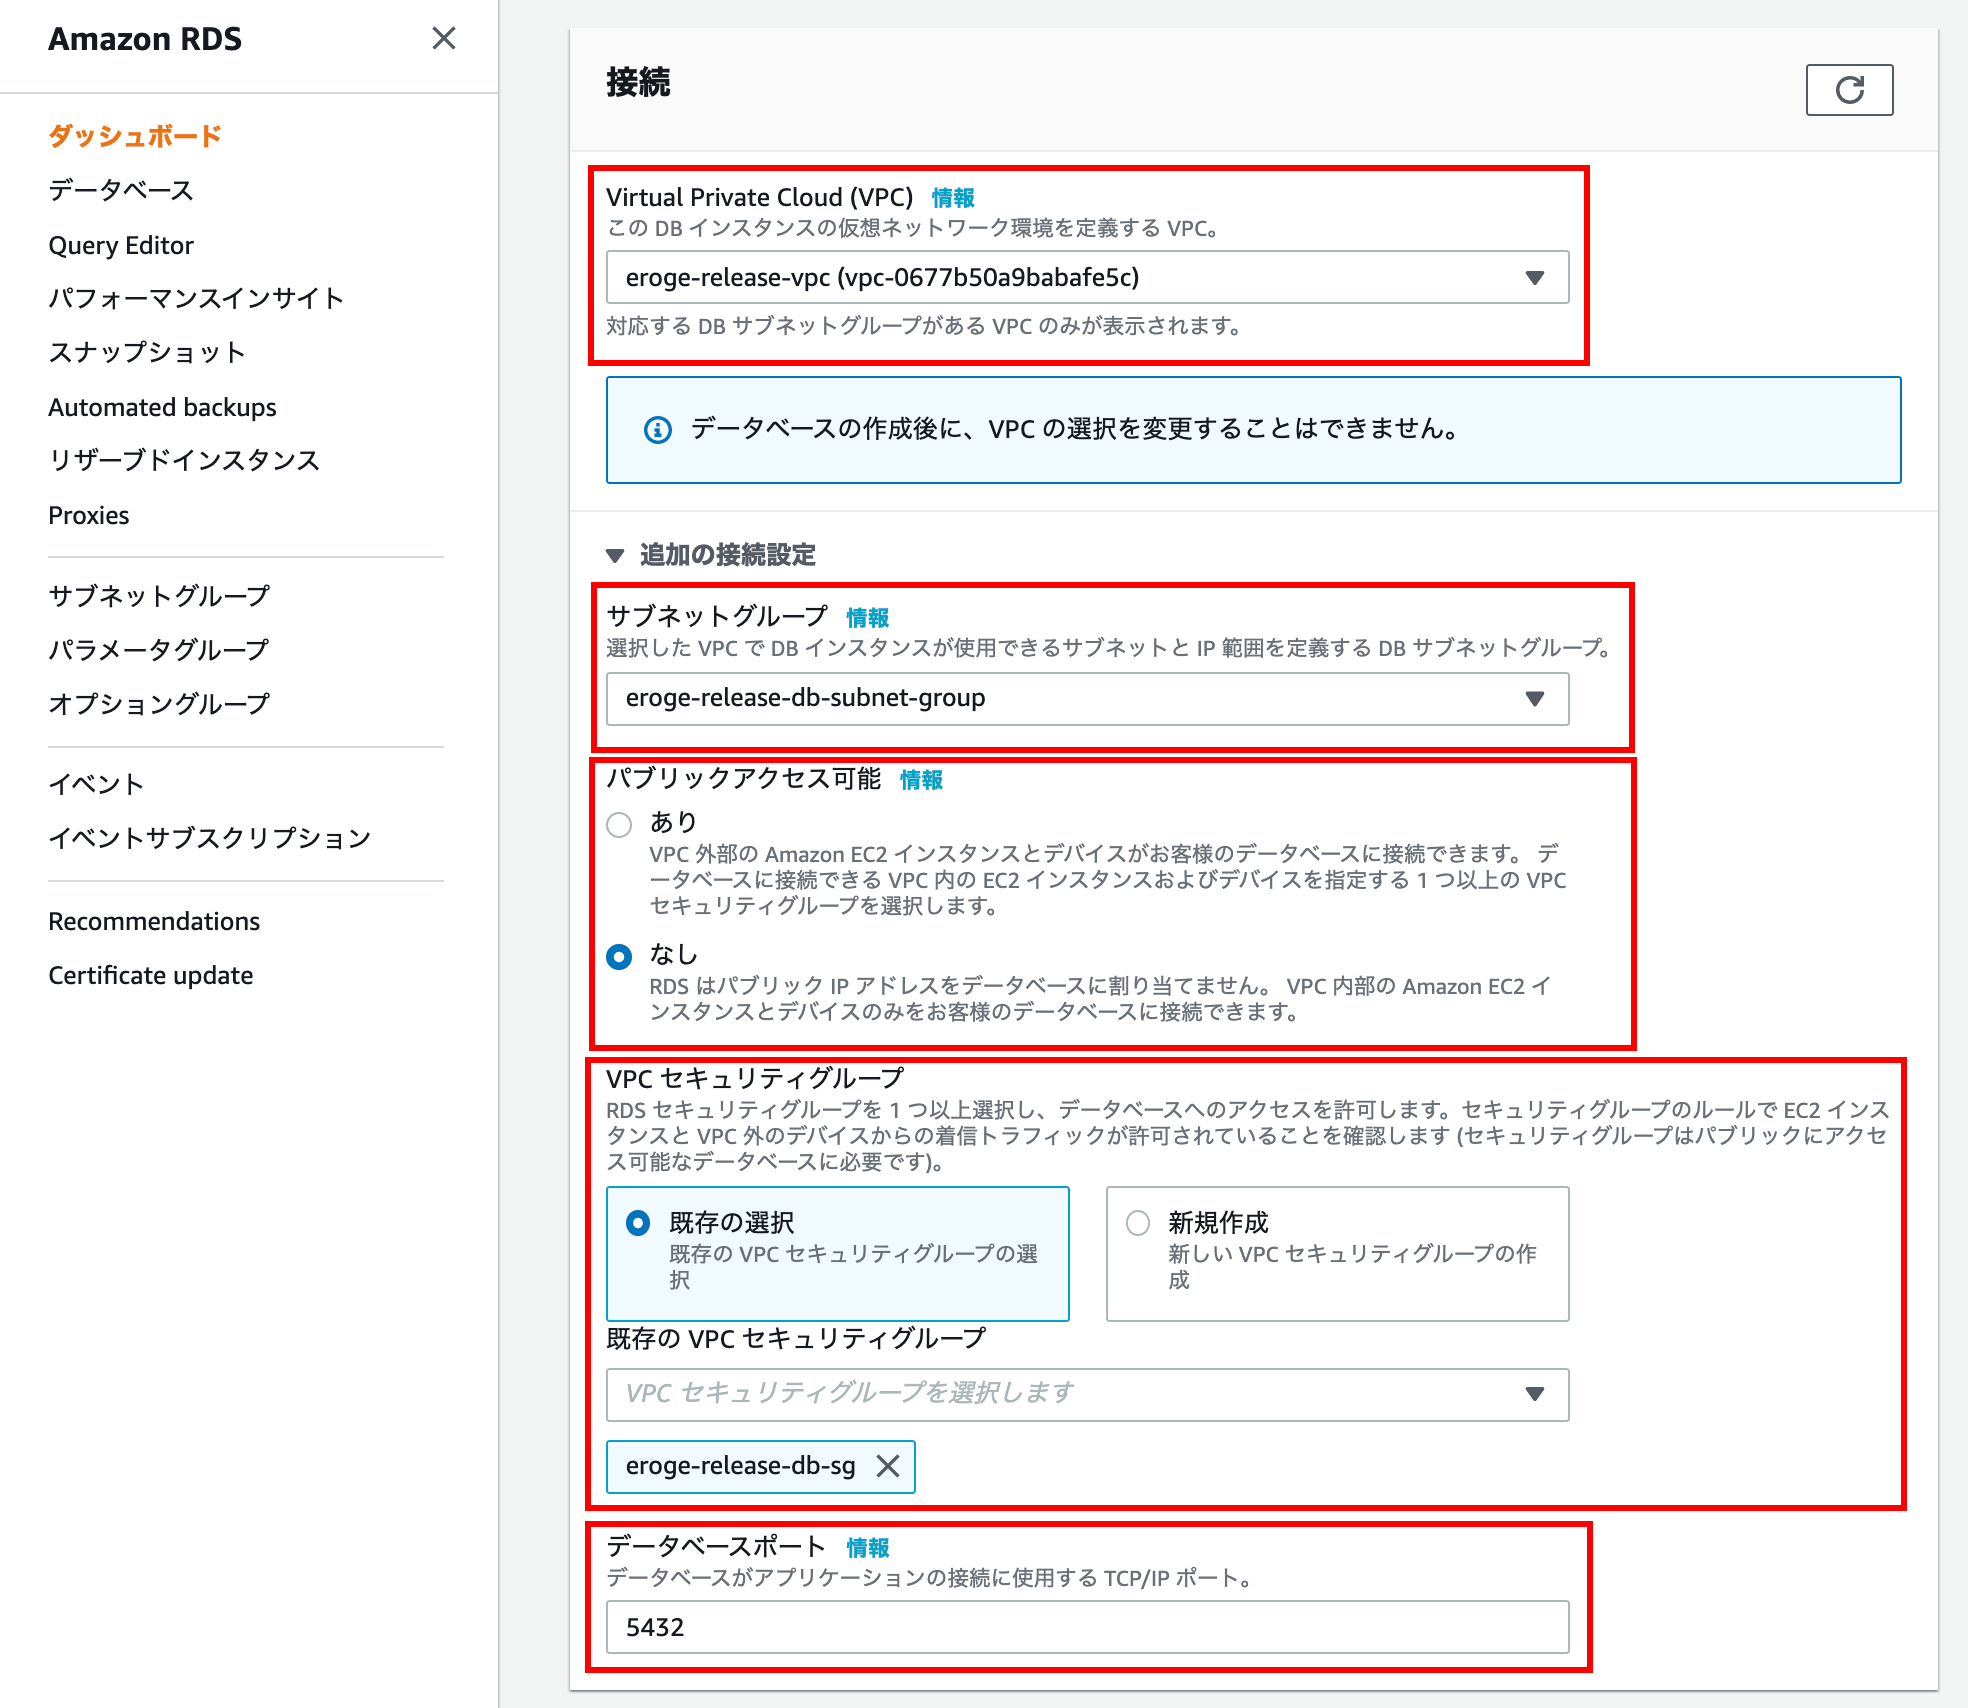 Amazon RDS
ダッシュボード
データベース
Query Editor
パフォーマンスインサイト
スナップショット
Automated backups
リザーブドインスタンス
Proxies
サブネットグループ
パラメータグループ
オプショングループ
イベント
イベントサブスクリプション
Recommendations
Certificate update
接続
Virtual Private Cloud (VPC) 情報
この DB インスタンスの仮想ネットワーク環境を定義する VPC。
eroge-release-vpc (vpc-0677b50a9babafe5c)
対応する DB サブネットグループがある VPC のみが表示されます。
データベースの作成後に、VPC の選択を変更することはできません。
追加の接続設定
サブネットグループ 情報
選択した VPC で DB インスタンスが使用できるサブネットと IP 範囲を定義する DB サブネットグループ。
eroge-release-db-subnet-group
パブリックアクセス可能 情報
あり
VPC 外部の Amazon EC2 インスタンスとデバイスがお客様のデータベースに接続できます。 デ
ータベースに接続できる VPC 内の EC2 インスタンスおよびデバイスを指定する 1 つ以上の VPC
セキュリティグループを選択します。
なし
RDS はパブリック IP アドレスをデータベースに割り当てません。 VPC 内部の Amazon EC2 イ
ンスタンスとデバイスのみをお客様のデータベースに接続できます。
VPC セキュリティグループ
RDS セキュリティグループを 1 つ以上選択し、データベースへのアクセスを許可します。セキュリティグループのルールで EC2 インス
タンスと VPC 外のデバイスからの着信トラフィックが許可されていることを確認します (セキュリティグループはパブリックにアクセ
ス可能なデータベースに必要です)。
既存の選択
既存の VPC セキュリティグループの選
択
新規作成
新しい VPC セキュリティグループの作
成
既存の VPC セキュリティグループ
VPC セキュリティグループを選択します
eroge-release-db-sg
データベースポート 情報
データベースがアプリケーションの接続に使用する TCP/IP ポート。
5432